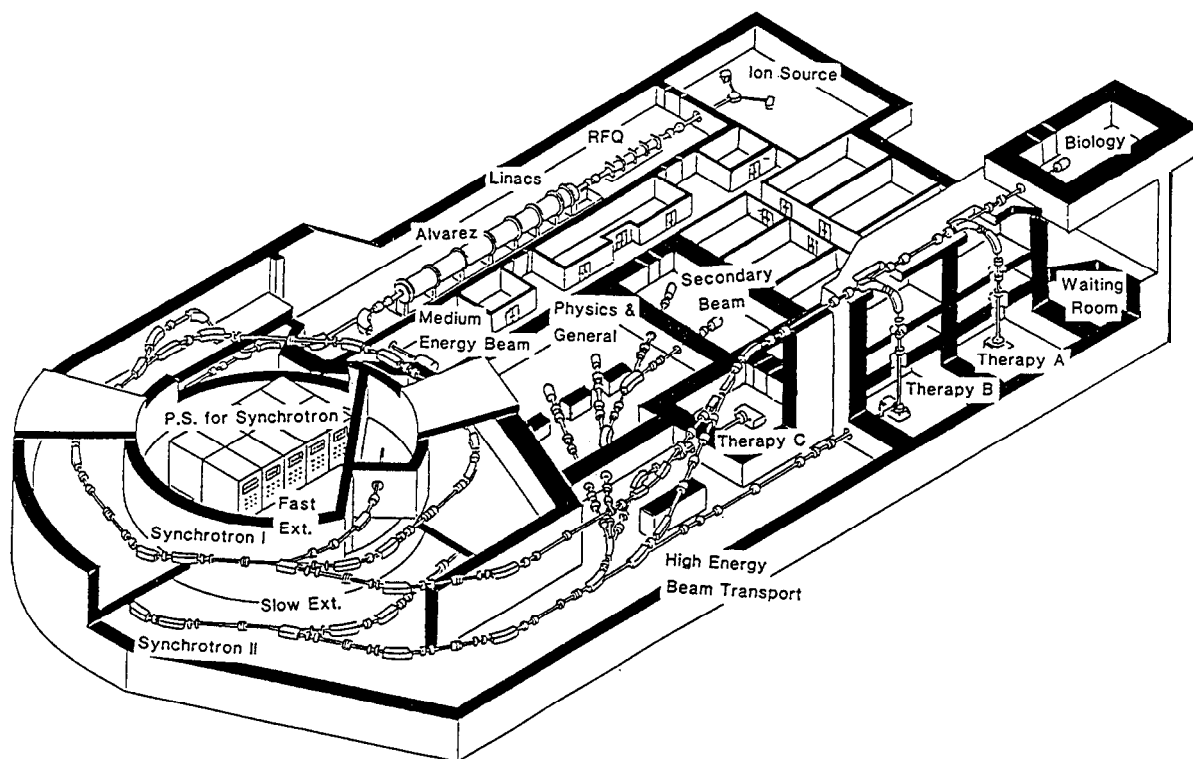 Ion Source
Biology
RFQ
Linacs
Alvarez
Secondary
Beam
Waiting
Room
Medium
Energy Beam
Physics &
General
Therapy A
Therapy B
P.S. for Synchrotron
Therapy C
Fast
Ext.
Synchrotron I
High Energy
Beam Transport
Slow Ext.
Synchrotron II